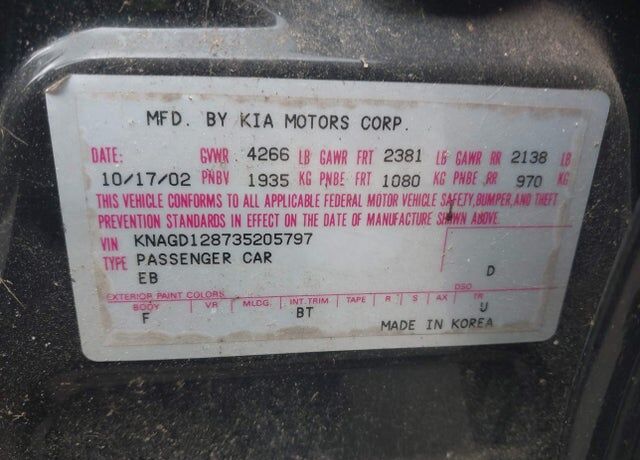 MFD. BY KIA MOTORS CORP.
DATE: GVWR 4266 LB GAWR FRT 2381 LB GAWR RR 2138 LB
10/17/02 PNBV 1935 KG PNBE FRT 1080 KG PNBE RR 970 KG
THIS VEHICLE CONFORMS TO ALL APPLICABLE FEDERAL MOTOR VEHICLE SAFETY, BUMPER, AND THEFT
PREVENTION STANDARDS IN EFFECT ON THE DATE OF MANUFACTURE SHOWN ABOVE.
VIN KNAGD128735205797
TYPE PASSENGER CAR
EB D
DSO
EXTERIOR PAINT COLORS
BODY VR MLDG. INT.TRIM TAPE R S AX TR
F BT U
MADE IN KOREA